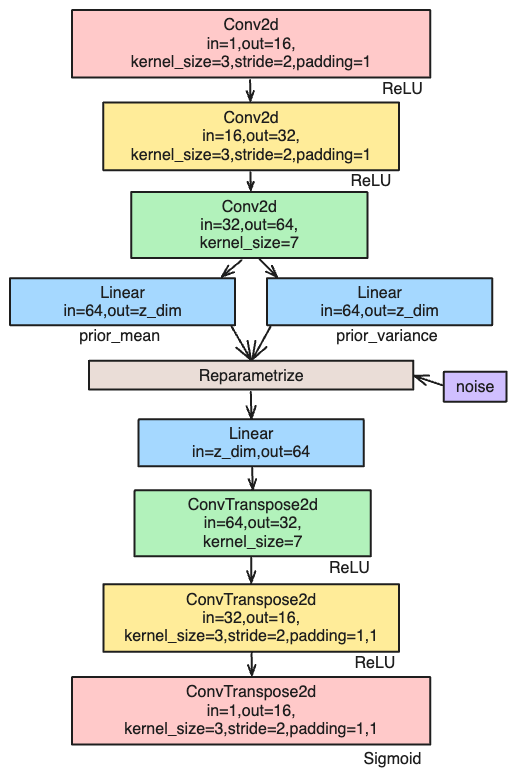 Conv2d
in=1,out=16,
kernel_size=3,stride=2,padding=1
ReLU
Conv2d
in=16,out=32,
kernel_size=3,stride=2,padding=1
ReLU
Conv2d
in=32,out=64,
kernel_size=7
Linear
in=64,out=z_dim
prior_mean
Linear
in=64,out=z_dim
prior_variance
Reparametrize
noise
Linear
in=z_dim,out=64
ConvTranspose2d
in=64,out=32,
kernel_size=7
ReLU
ConvTranspose2d
in=32,out=16,
kernel_size=3,stride=2,padding=1,1
ReLU
ConvTranspose2d
in=1,out=16,
kernel_size=3,stride=2,padding=1,1
Sigmoid